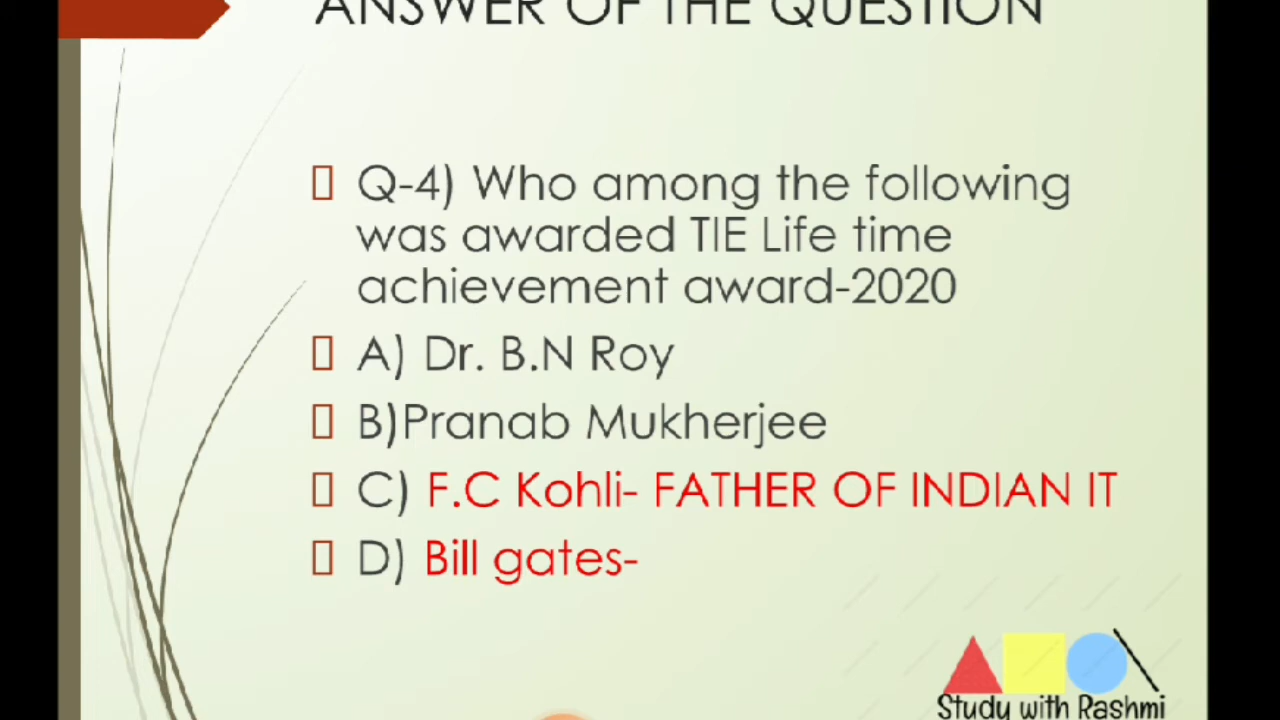 ANSWER OF THE QUESTION
Q-4) Who among the following
was awarded TIE Life time
achievement award-2020
A) Dr. B.N Roy
B)Pranab Mukherjee
C) F.C Kohli- FATHER OF INDIAN IT
D) Bill gates-
Study with Rashmi